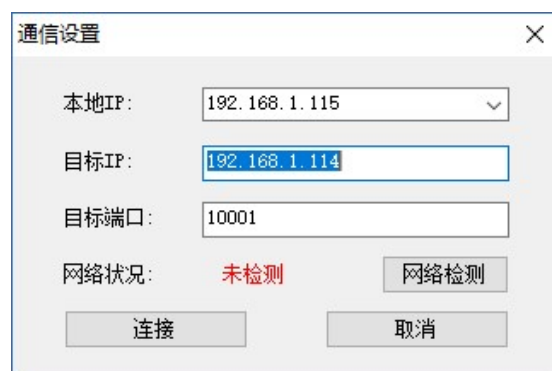 通信设置
本地IP: 192.168.1.115
目标IP: 192.168.1.114
目标端口: 10001
网络状况: 未检测 网络检测
连接 取消